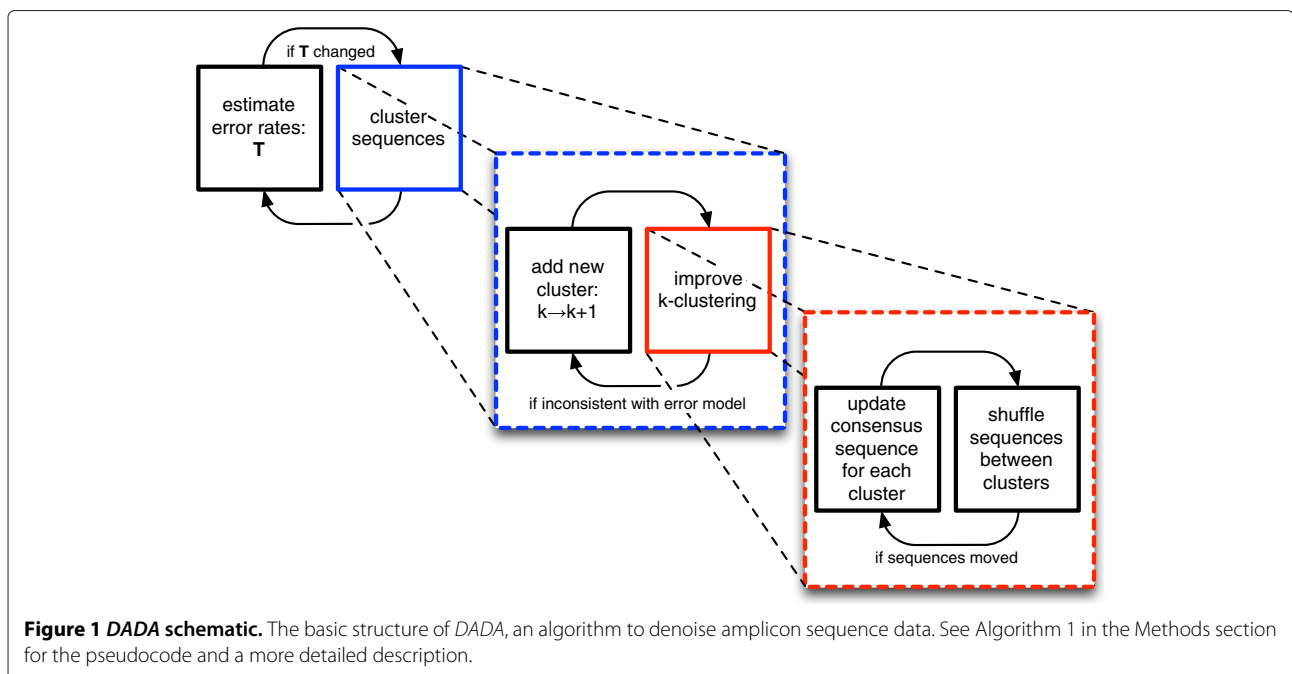 if T changed
estimate
error rates:
T
cluster
sequences
add new
cluster:
k→k+1
improve
k-clustering
if inconsistent with error model
update
consensus
sequence
for each
cluster
shuffle
sequences
between
clusters
if sequences moved
Figure 1 DADA schematic. The basic structure of DADA, an algorithm to denoise amplicon sequence data. See Algorithm 1 in the Methods section
for the pseudocode and a more detailed description.